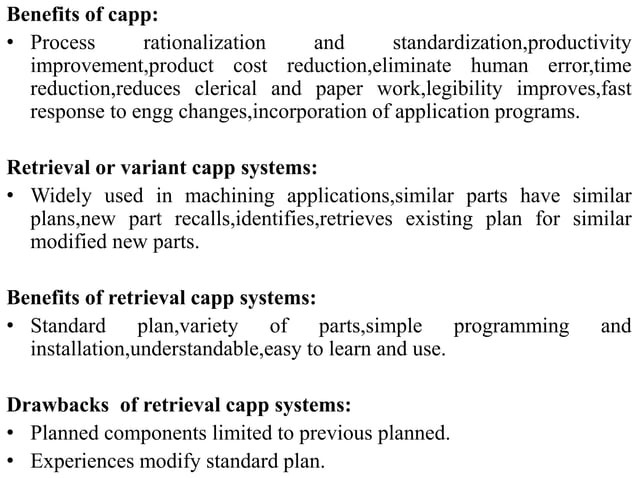 Benefits of capp:
• Process rationalization and standardization,productivity
improvement,product cost reduction,eliminate human error,time
reduction,reduces clerical and paper work,legibility improves,fast
response to engg changes,incorporation of application programs.
Retrieval or variant capp systems:
• Widely used in machining applications,similar parts have similar
plans,new part recalls,identifies,retrieves existing plan for similar
modified new parts.
Benefits of retrieval capp systems:
• Standard plan,variety of parts,simple programming and
installation,understandable,easy to learn and use.
Drawbacks of retrieval capp systems:
• Planned components limited to previous planned.
• Experiences modify standard plan.